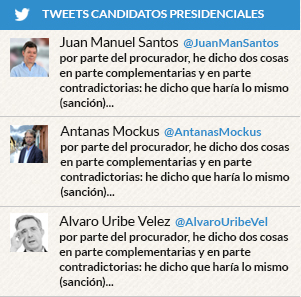 TWEETS CANDIDATOS PRESIDENCIALES
Juan Manuel Santos @JuanManSantos
por parte del procurador, he dicho dos cosas
en parte complementarias y en parte
contradictorias: he dicho que haría lo mismo
(sanción)...
Antanas Mockus @AntanasMockus
por parte del procurador, he dicho dos cosas
en parte complementarias y en parte
contradictorias: he dicho que haría lo mismo
(sanción)...
Alvaro Uribe Velez @AlvaroUribeVel
por parte del procurador, he dicho dos cosas
en parte complementarias y en parte
contradictorias: he dicho que haría lo mismo
(sanción)...